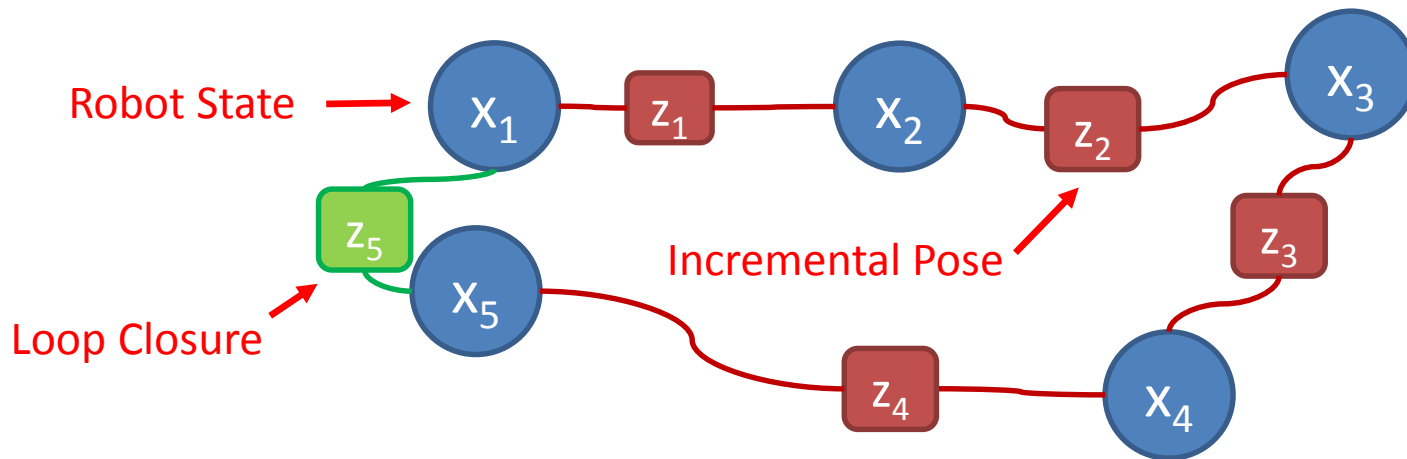 Robot State
x₁
z₁
x₂
z₂
x₃
z₅
x₅
Incremental Pose
z₃
Loop Closure
z₄
x₄